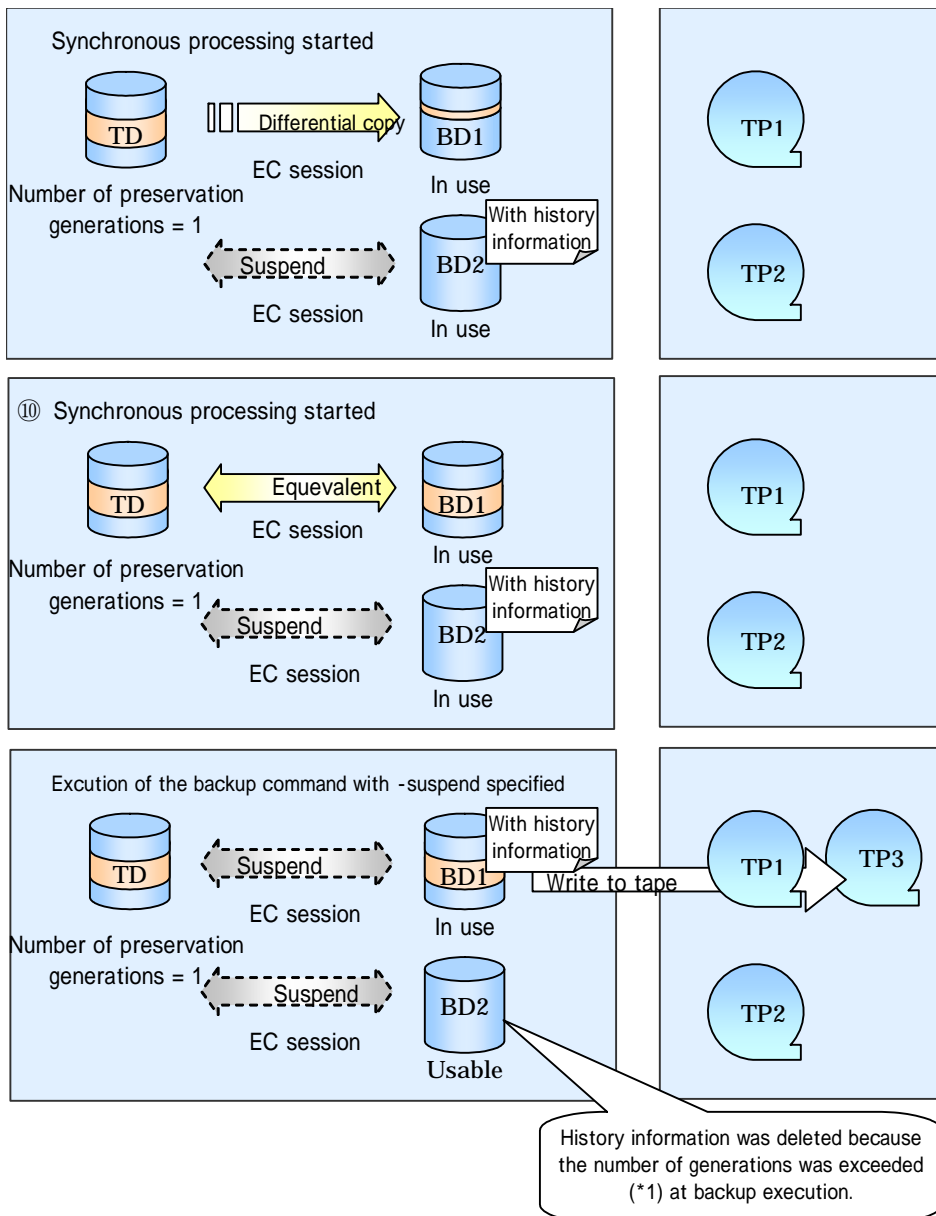 Synchronous processing started
TD
Differential copy
BD1
EC session
In use
Number of preservation
generations = 1
With history
information
Suspend
BD2
EC session
In use
TP1
TP2
⑩ Synchronous processing started
TD
Equevalent
BD1
EC session
In use
Number of preservation
generations = 1
With history
information
Suspend
BD2
EC session
In use
TP1
TP2
Excution of the backup command with -suspend specified
With history
information
TD
Suspend
BD1
Write to tape
EC session
In use
Number of preservation
generations = 1
Suspend
BD2
EC session
Usable
TP1
TP3
TP2
History information was deleted because
the number of generations was exceeded
(*1) at backup execution.